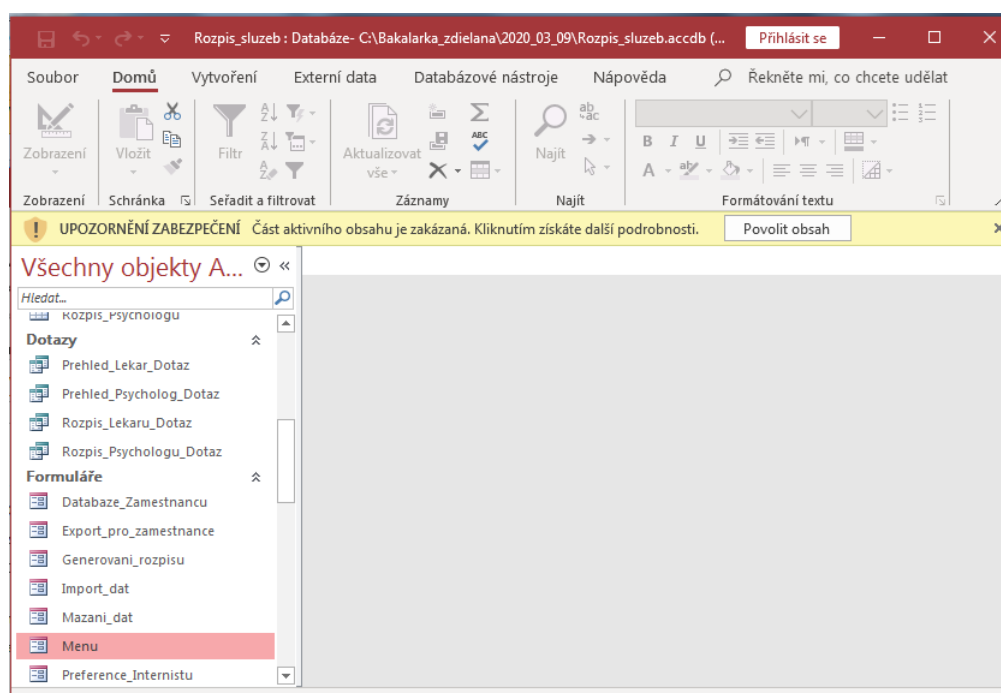 Rozpis_sluzeb : Databáze- C:\Bakalarka_zdielana\2020_03_09\Rozpis_sluzeb.accdb (... Přihlásit se
Soubor Domů Vytvoření Externí data Databázové nástroje Nápověda Řekněte mi, co chcete udělat
Zobrazení Vložit Filtr Aktualizovat vše Najít
Zobrazení Schránka Seřadit a filtrovat Záznamy Najít Formátování textu
UPOZORNĚNÍ ZABEZPEČENÍ Část aktivního obsahu je zakázaná. Kliknutím získáte další podrobnosti. Povolit obsah
Všechny objekty A...
Hledat...
Rozpis_Psychologu
Dotazy
Prehled_Lekar_Dotaz
Prehled_Psycholog_Dotaz
Rozpis_Lekaru_Dotaz
Rozpis_Psychologu_Dotaz
Formuláře
Databaze_Zamestnancu
Export_pro_zamestnance
Generovani_rozpisu
Import_dat
Mazani_dat
Menu
Preference_Internistu